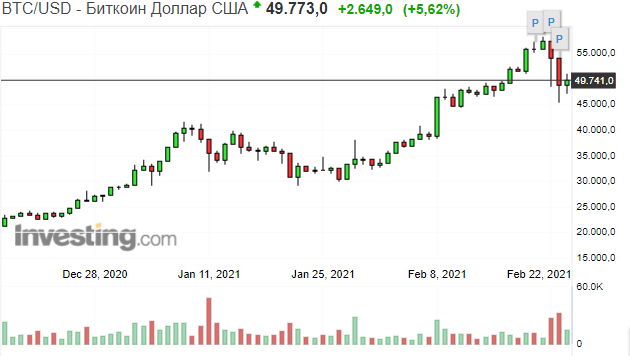 BTC/USD - Биткоин Доллар США 49.773,0 +2.649,0 (+5,62%)
P P
P
55.000,0
49.741,0
45.000,0
40.000,0
35.000,0
30.000,0
25.000,0
20.000,0
15.000,0
Investing.com
Dec 28, 2020 Jan 11, 2021 Jan 25, 2021 Feb 8, 2021 Feb 22, 2021
60.0K
0